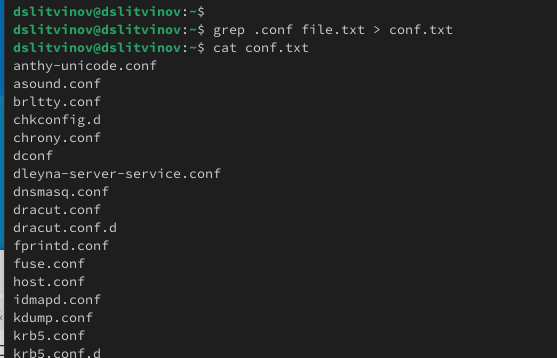 dslitvinov@dslitvinov:~$
dslitvinov@dslitvinov:~$ grep .conf file.txt > conf.txt
dslitvinov@dslitvinov:~$ cat conf.txt
anthy-unicode.conf
asound.conf
brltty.conf
chkconfig.d
chrony.conf
dconf
dleyna-server-service.conf
dnsmasq.conf
dracut.conf
dracut.conf.d
fprintd.conf
fuse.conf
host.conf
idmapd.conf
kdump.conf
krb5.conf
krb5.conf.d